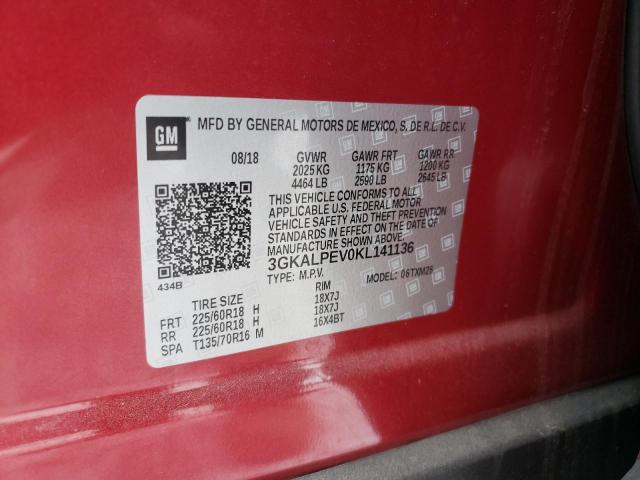 GM
MFD BY GENERAL MOTORS DE MEXICO, S. DE R.L. DE C.V.
08/18 GVWR GAWR FRT GAWR RR
2025 KG 1175 KG 1200 KG
4464 LB 2590 LB 2645 LB
THIS VEHICLE CONFORMS TO ALL
APPLICABLE U.S. FEDERAL MOTOR
VEHICLE SAFETY AND THEFT PREVENTION
STANDARDS IN EFFECT ON THE DATE OF
MANUFACTURE SHOWN ABOVE.
3GKALPEV0KL141136
TYPE: M.P.V. MODEL: 06TXM26
434B
TIRE SIZE RIM
FRT 225/60R18 H 18X7J
RR 225/60R18 H 18X7J
SPA T135/70R16 M 16X4BT